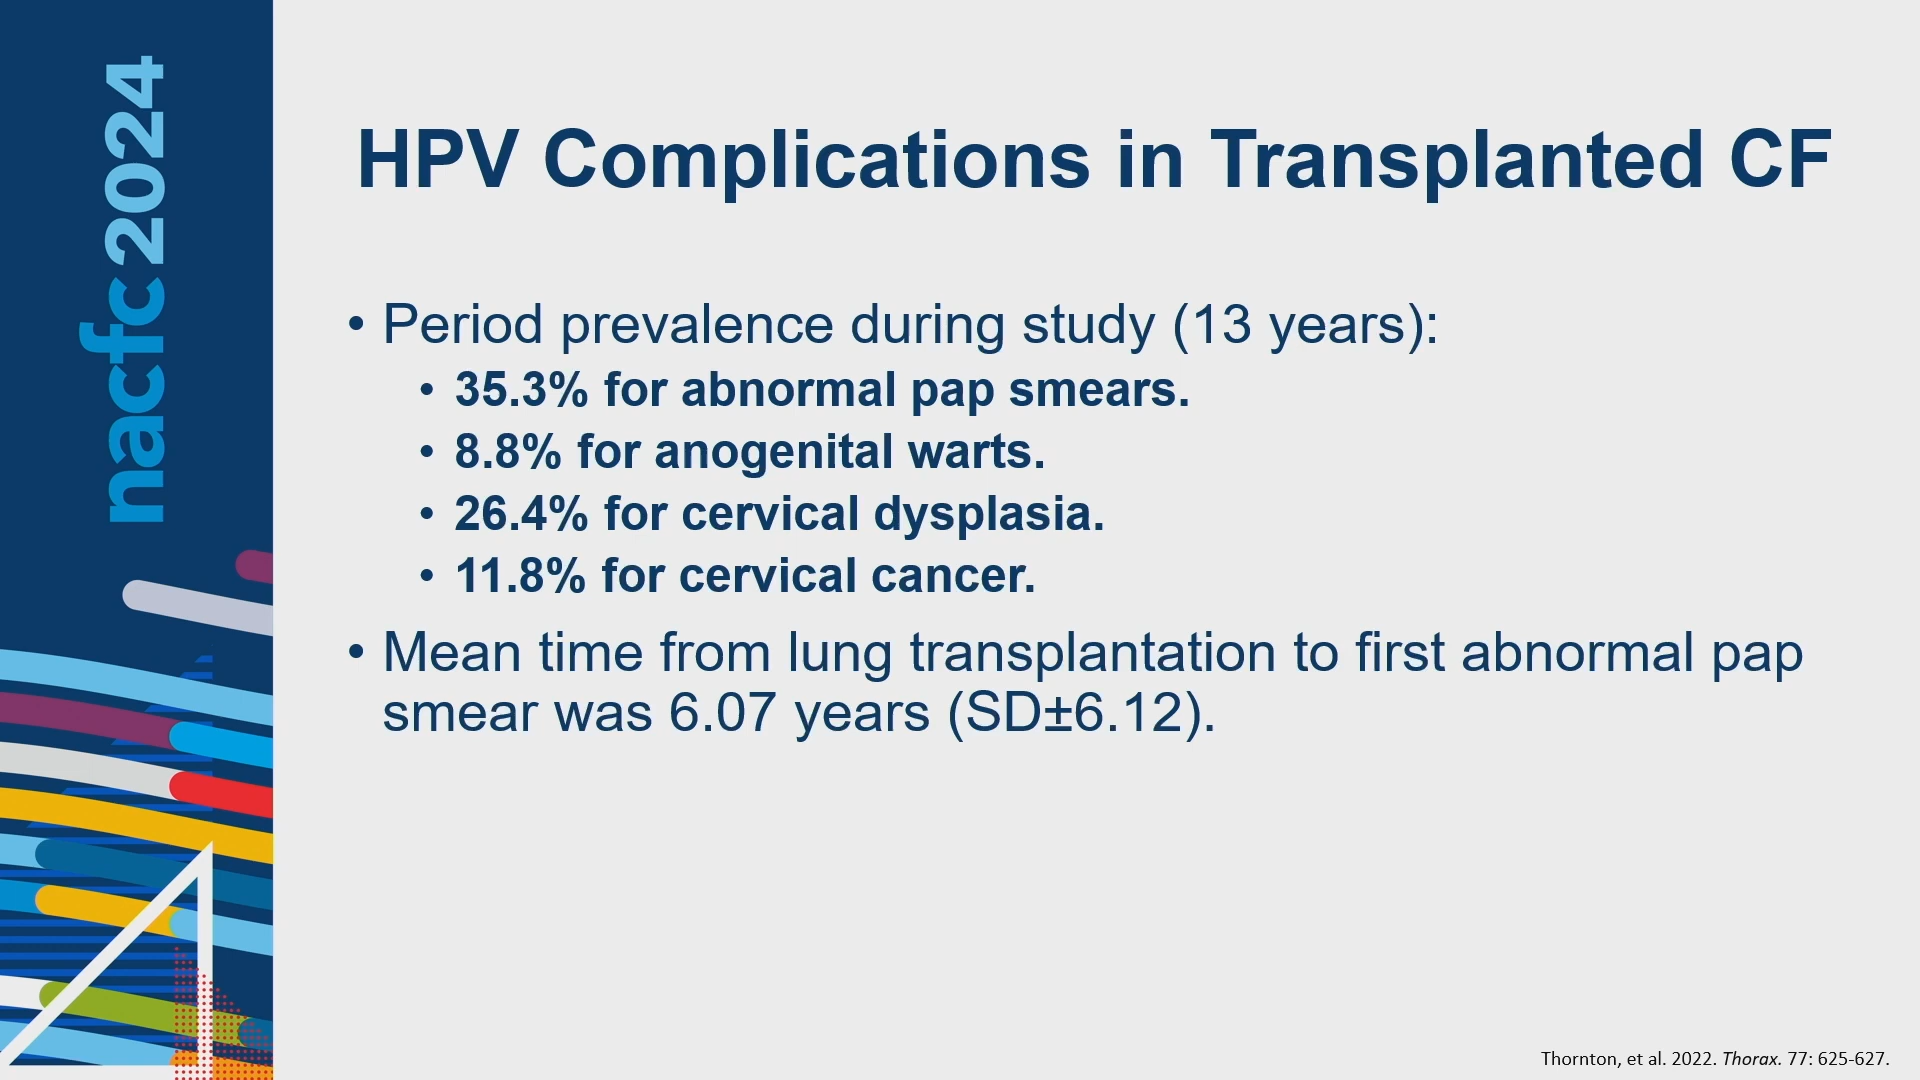 nacfc 2024
HPV Complications in Transplanted CF
• Period prevalence during study (13 years):
• 35.3% for abnormal pap smears.
• 8.8% for anogenital warts.
• 26.4% for cervical dysplasia.
• 11.8% for cervical cancer.
• Mean time from lung transplantation to first abnormal pap
smear was 6.07 years (SD±6.12).
Thornton, et al. 2022. Thorax. 77: 625-627.